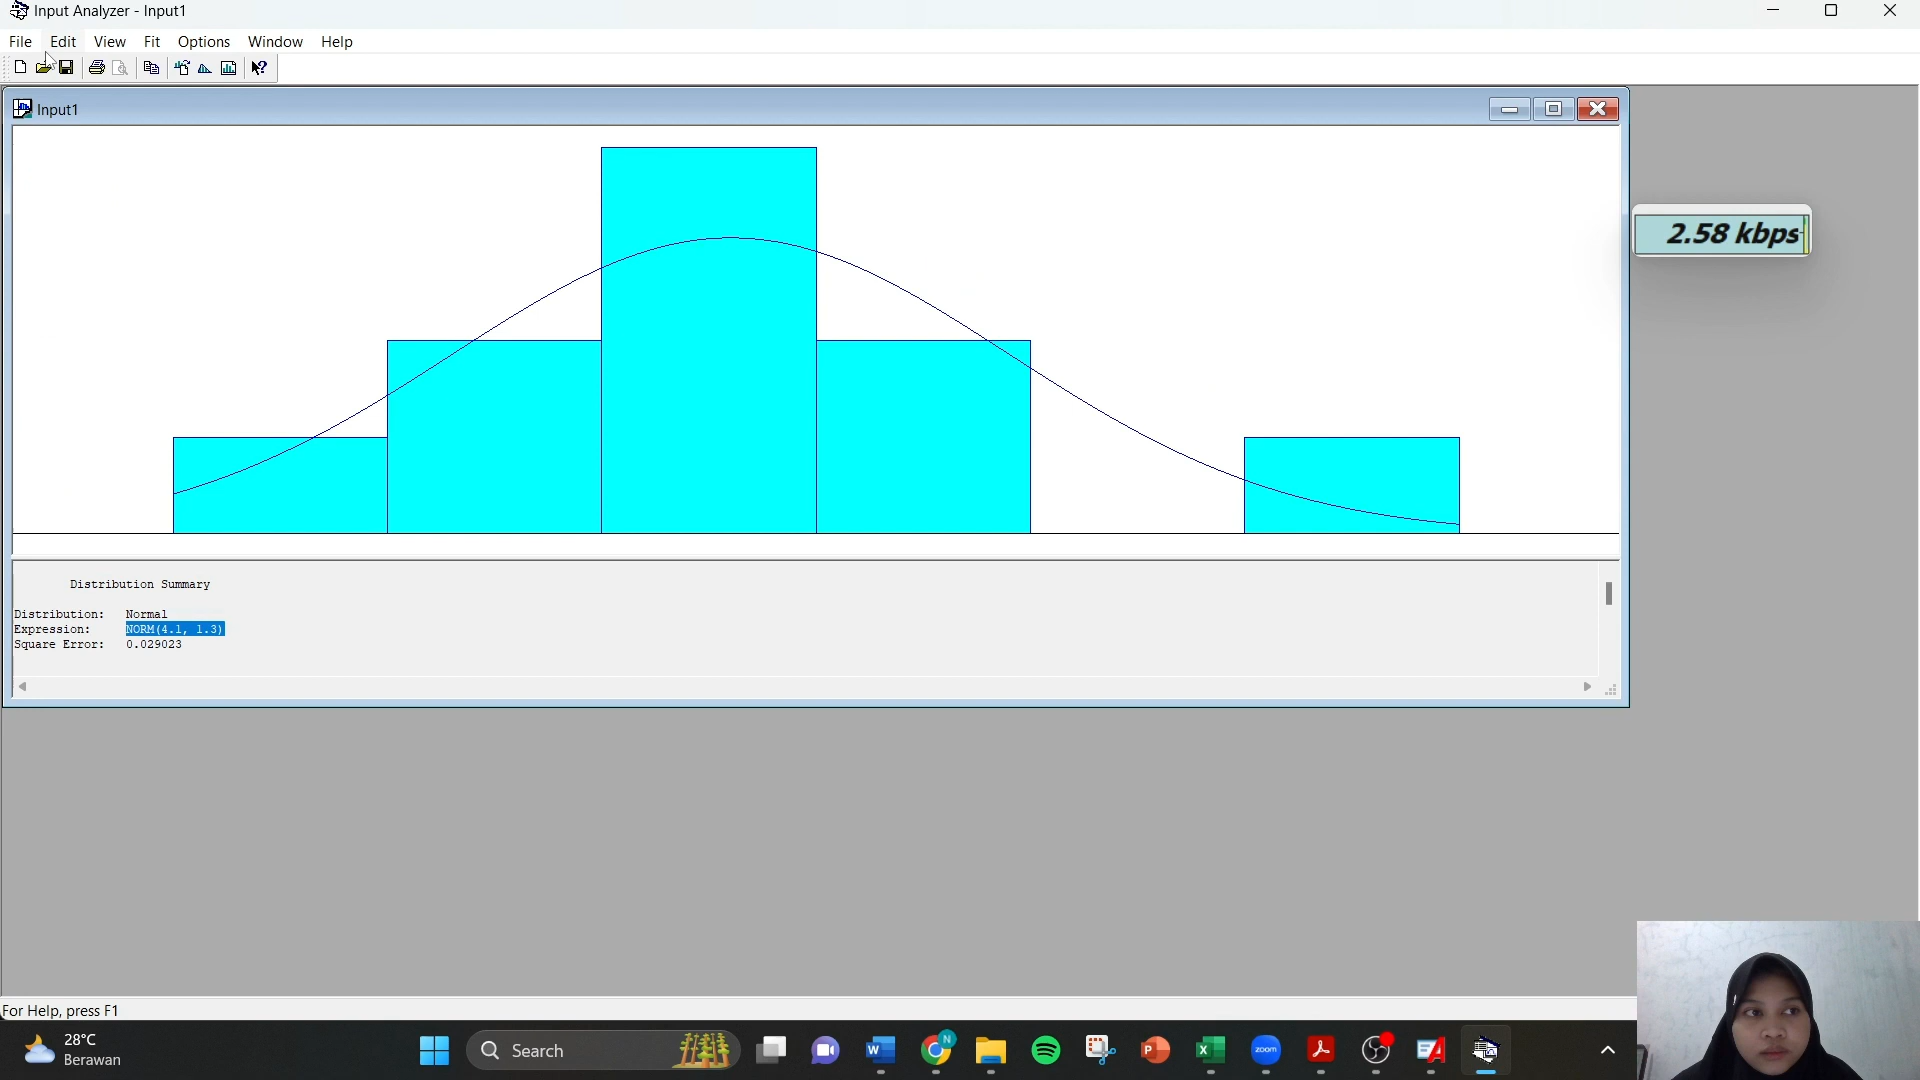 Input Analyzer - Input1
File Edit View Fit Options Window Help
Input1
2.58 kbps
Distribution Summary
Distribution: Normal
Expression: NORM(4.1, 1.3)
Square Error: 0.029023
For Help, press F1
28°C
Berawan
Search
N
W
P
X
zoom